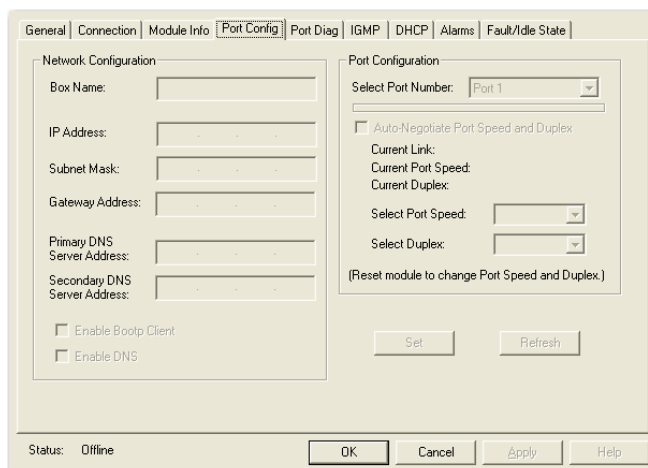 General
Connection
Module Info
Port Config
Port Diag
IGMP
DHCP
Alarms
Fault/Idle State
Network Configuration
Box Name:
IP Address:
Subnet Mask:
Gateway Address:
Primary DNS
Server Address:
Secondary DNS
Server Address:
Enable Bootp Client
Enable DNS
Port Configuration
Select Port Number: Port 1
Auto-Negotiate Port Speed and Duplex
Current Link:
Current Port Speed:
Current Duplex:
Select Port Speed:
Select Duplex:
(Reset module to change Port Speed and Duplex.)
Set
Refresh
Status: Offline
OK
Cancel
Apply
Help